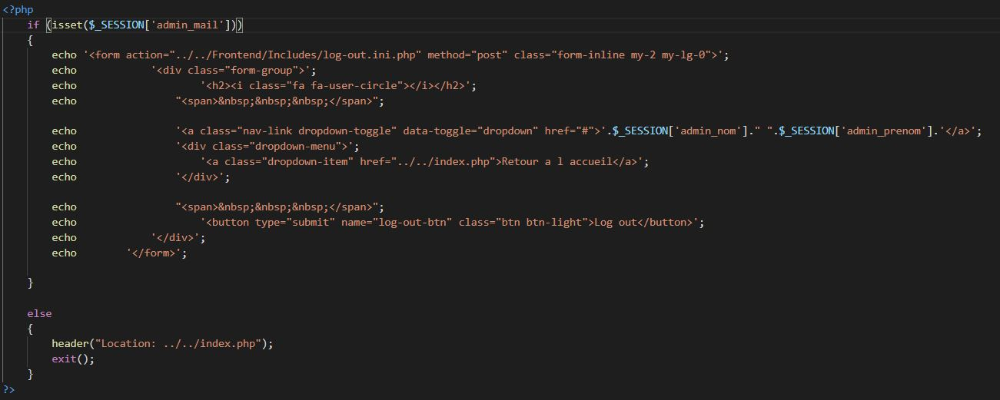 <?php
if (isset($_SESSION['admin_mail']))
{
echo '<form action="../../Frontend/Includes/log-out.ini.php" method="post" class="form-inline my-2 my-lg-0">';
echo '<div class="form-group">';
echo '<h2><i class="fa fa-user-circle"></i></h2>';
echo "<span>&nbsp;&nbsp;&nbsp;</span>";
echo '<a class="nav-link dropdown-toggle" data-toggle="dropdown" href="#">'.$_SESSION['admin_nom']." ".$_SESSION['admin_prenom'].'</a>';
echo '<div class="dropdown-menu">';
echo '<a class="dropdown-item" href="../../index.php">Retour a l accueil</a>';
echo '</div>';
echo "<span>&nbsp;&nbsp;&nbsp;</span>";
echo '<button type="submit" name="log-out-btn" class="btn btn-light">Log out</button>';
echo '</div>';
echo '</form>';
}
else
{
header("Location: ../../index.php");
exit();
}
?>